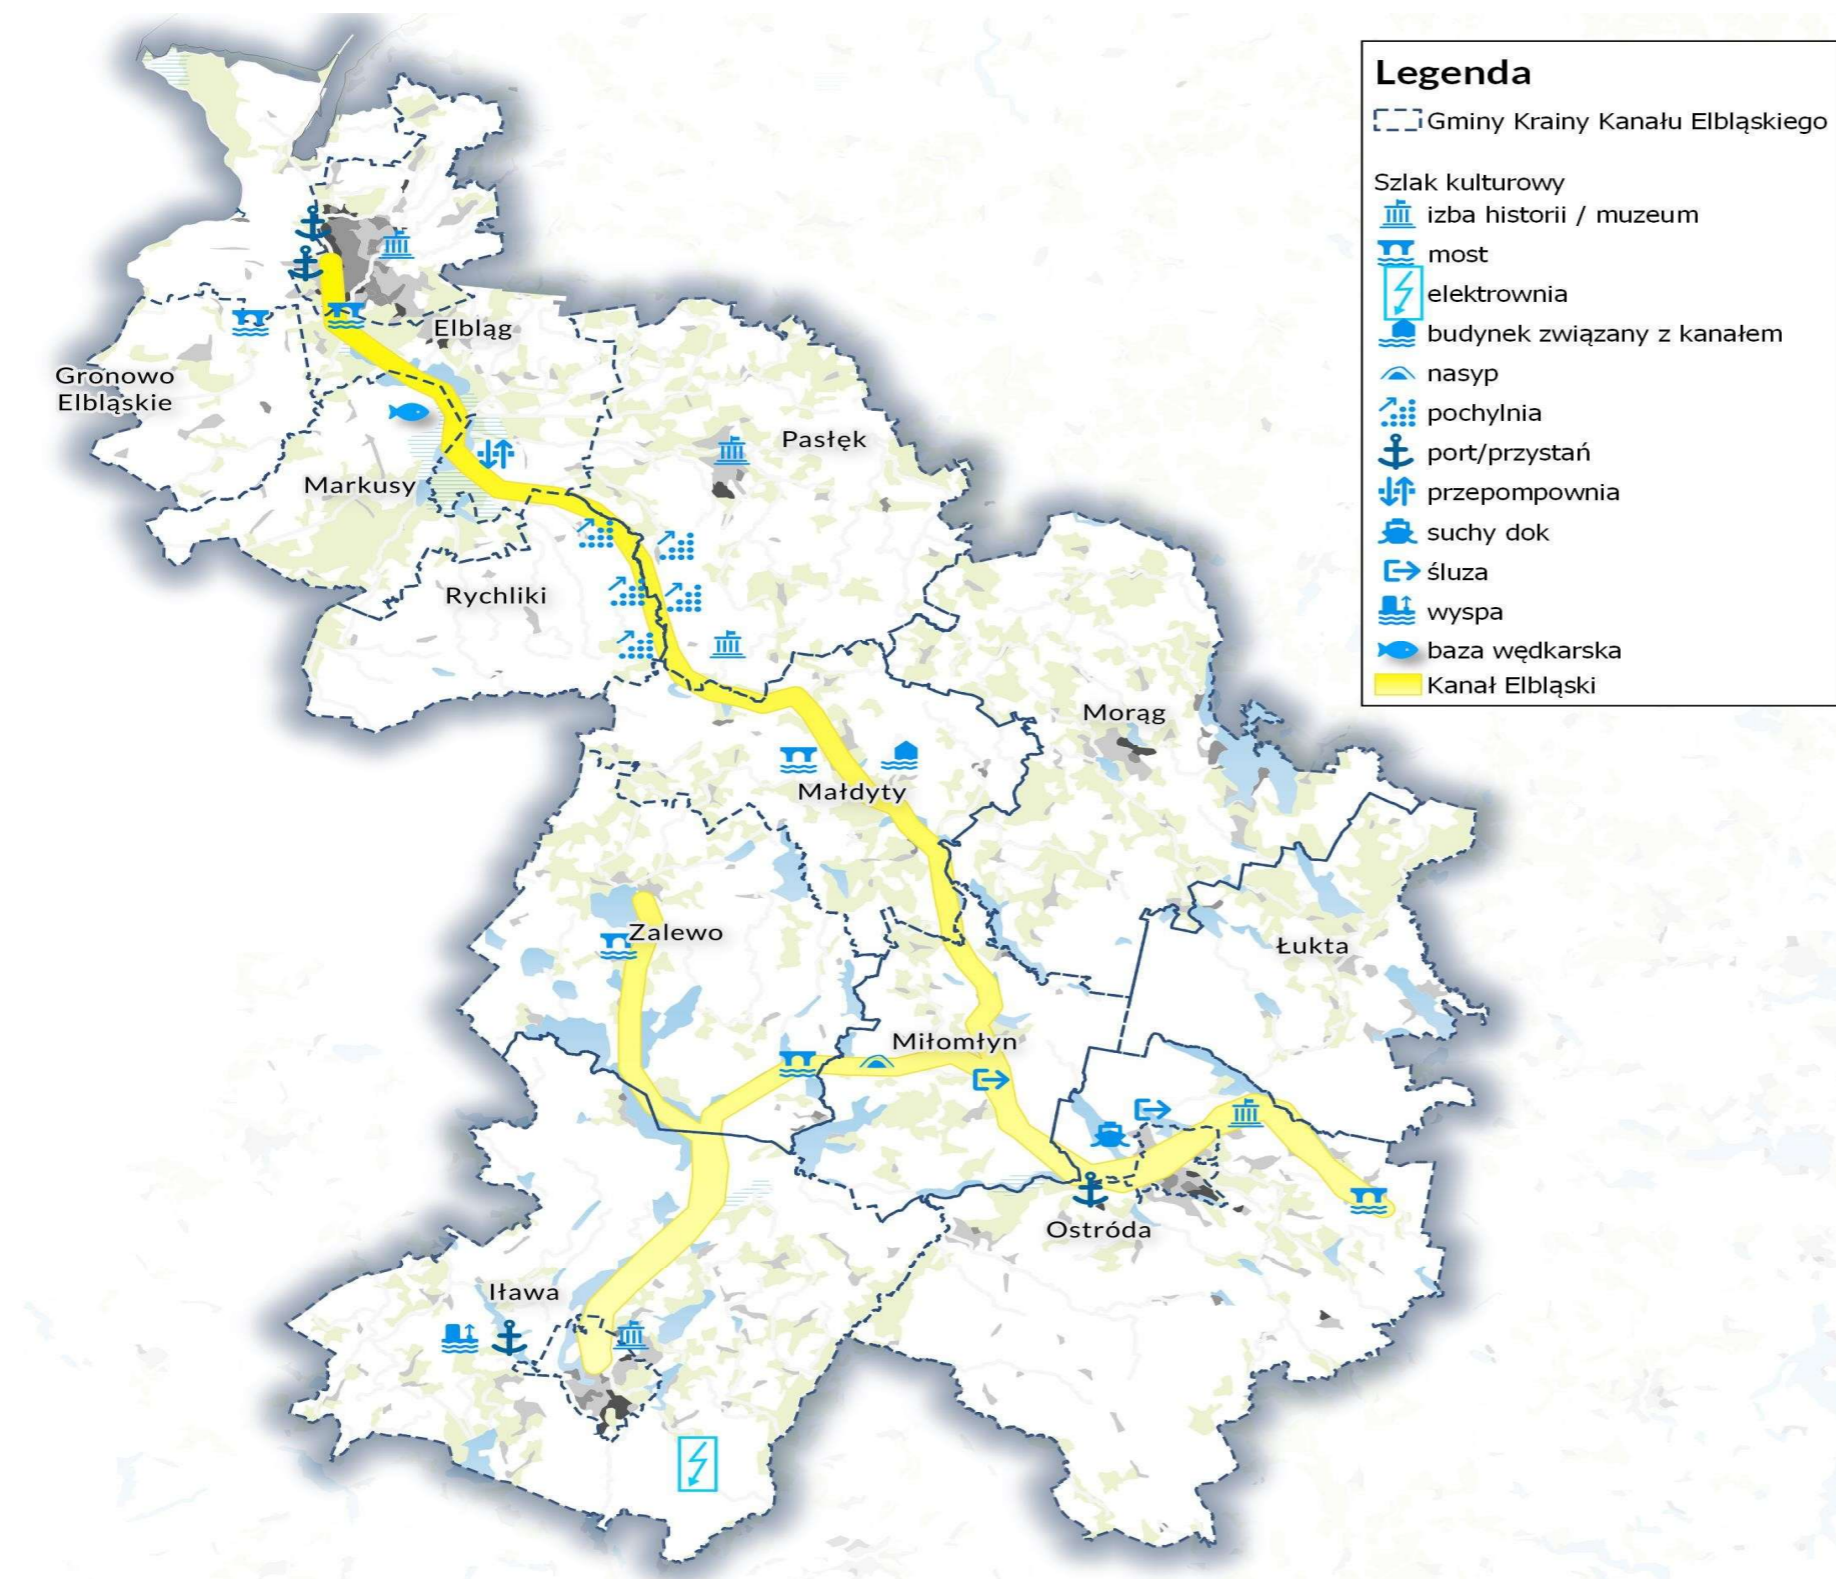 Legenda
Gminy Krainy Kanału Elbląskiego
Szlak kulturowy
izba historii / muzeum
most
elektrownia
budynek związany z kanałem
nasyp
pochylnia
port/przystań
przepompownia
suchy dok
śluza
wyspa
baza wędkarska
Kanał Elbląski
Elbląg
Gronowo
Elbląskie
Pasłęk
Markusy
Rychliki
Morąg
Małdyty
Zalewo
Łukta
Miłomłyn
Ostróda
Iława